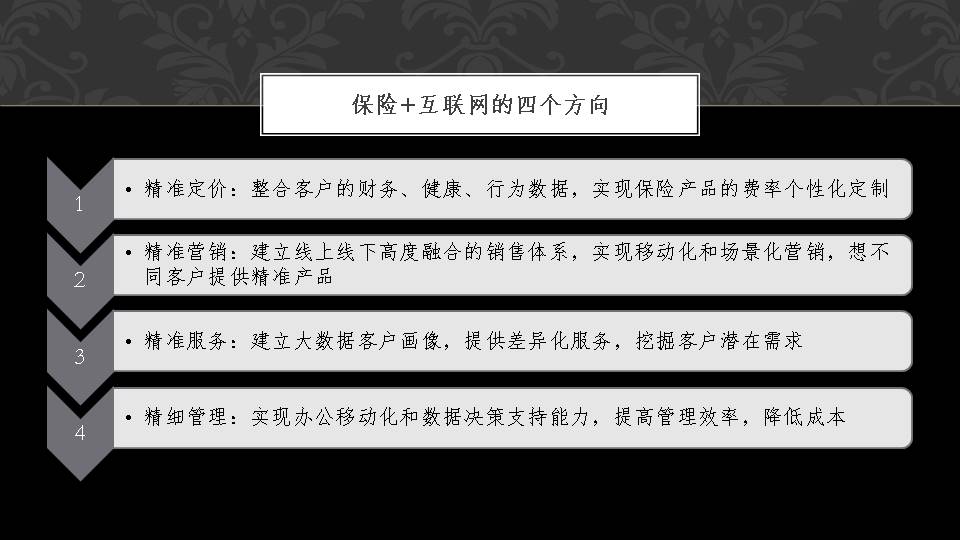 保险+互联网的四个方向
1
• 精准定价：整合客户的财务、健康、行为数据，实现保险产品的费率个性化定制
2
• 精准营销：建立线上线下高度融合的销售体系，实现移动化和场景化营销，想不
同客户提供精准产品
3
• 精准服务：建立大数据客户画像，提供差异化服务，挖掘客户潜在需求
4
• 精细管理：实现办公移动化和数据决策支持能力，提高管理效率，降低成本